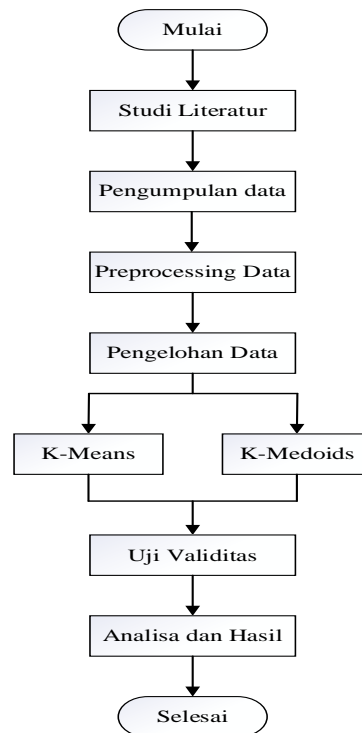 Mulai
Studi Literatur
Pengumpulan data
Preprocessing Data
Pengelohan Data
K-Means
K-Medoids
Uji Validitas
Analisa dan Hasil
Selesai